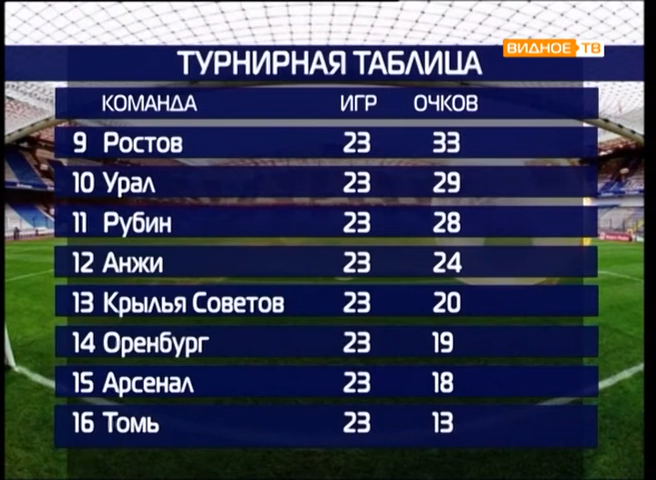 ВИДНОЕ ТВ
ТУРНИРНАЯ ТАБЛИЦА
КОМАНДА ИГР ОЧКОВ
9 Ростов 23 33
10 Урал 23 29
11 Рубин 23 28
12 Анжи 23 24
13 Крылья Советов 23 20
14 Оренбург 23 19
15 Арсенал 23 18
16 Томь 23 13